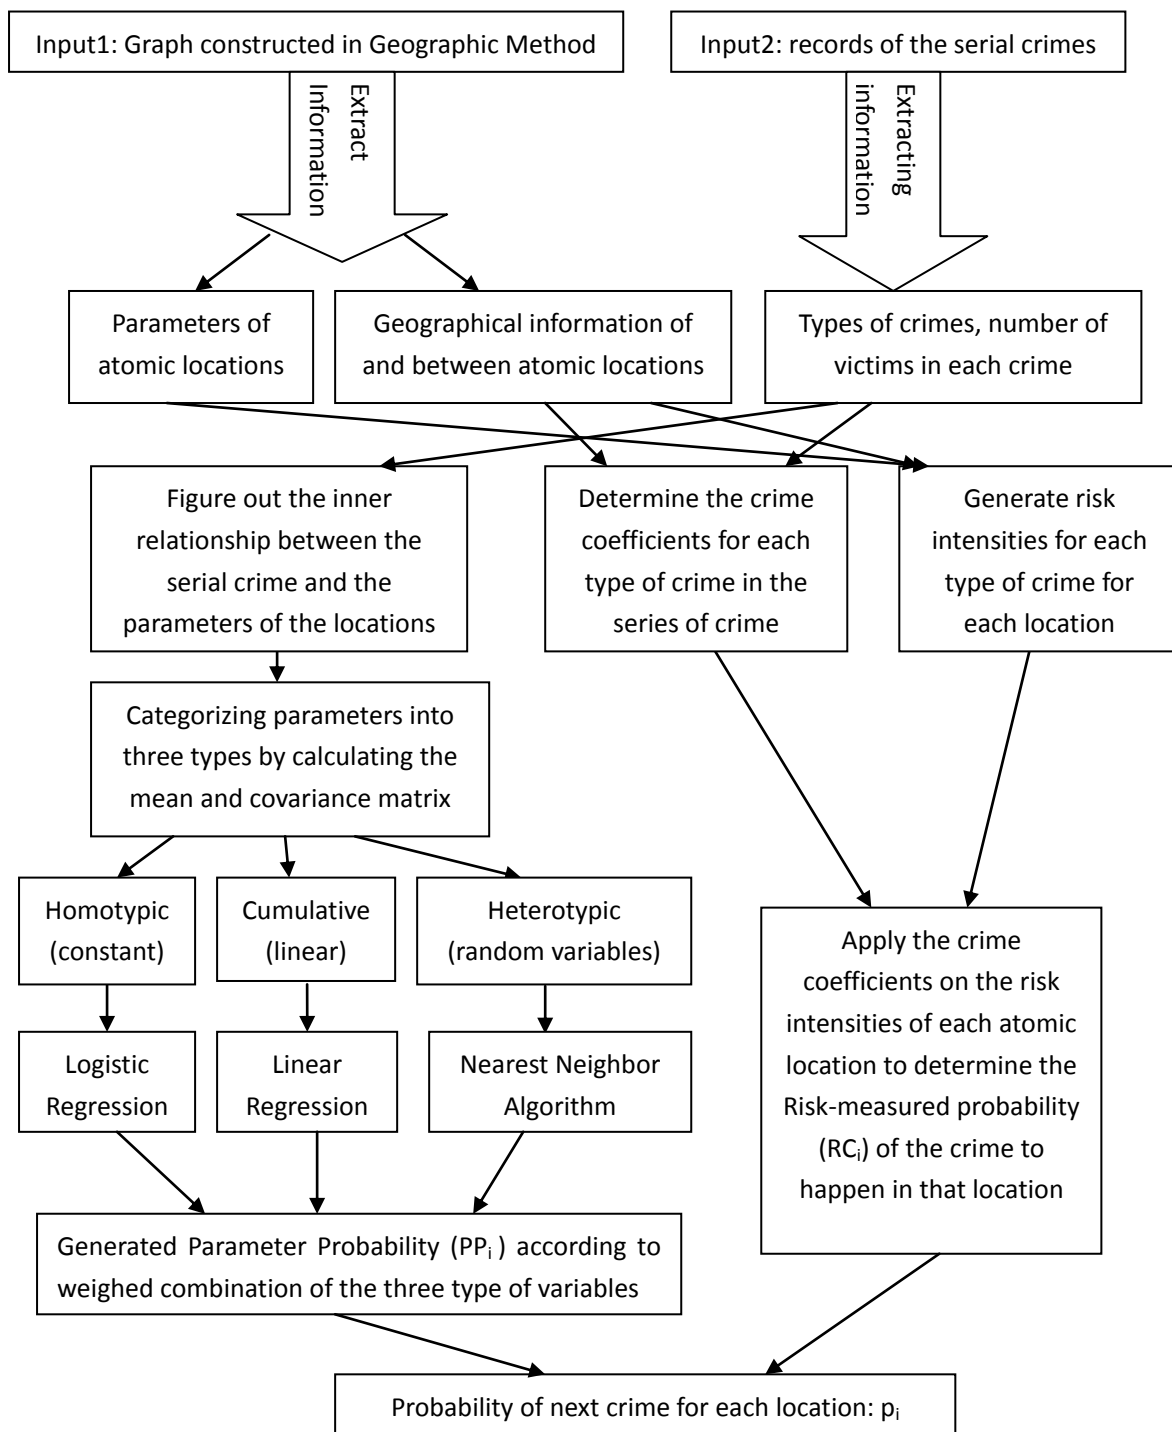 Input1: Graph constructed in Geographic Method
Input2: records of the serial crimes
Extract
Information
Extracting
information
Parameters of
atomic locations
Geographical information of
and between atomic locations
Types of crimes, number of
victims in each crime
Figure out the inner
relationship between the
serial crime and the
parameters of the locations
Determine the crime
coefficients for each
type of crime in the
series of crime
Generate risk
intensities for each
type of crime for
each location
Categorizing parameters into
three types by calculating the
mean and covariance matrix
Homotypic
(constant)
Cumulative
(linear)
Heterotypic
(random variables)
Apply the crime
coefficients on the risk
intensities of each atomic
location to determine the
Risk-measured probability
(RCi) of the crime to
happen in that location
Logistic
Regression
Linear
Regression
Nearest Neighbor
Algorithm
Generated Parameter Probability (PPi ) according to
weighed combination of the three type of variables
Probability of next crime for each location: pi